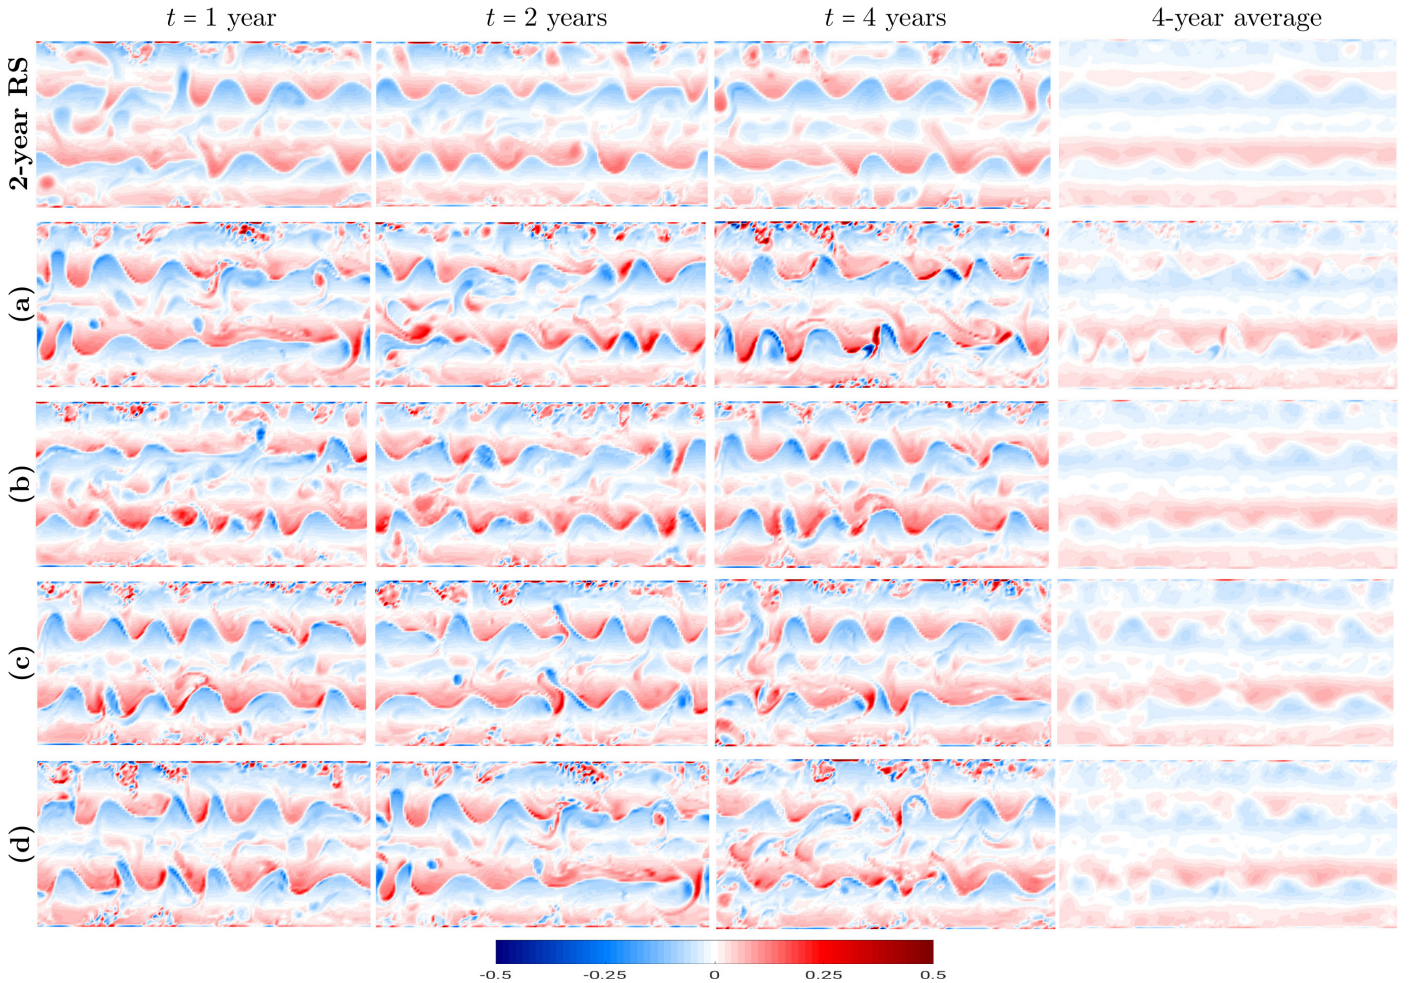 t = 1 year t = 2 years t = 4 years 4-year average
2-year RS
(a)
(b)
(c)
(d)
-0.5 -0.25 0 0.25 0.5